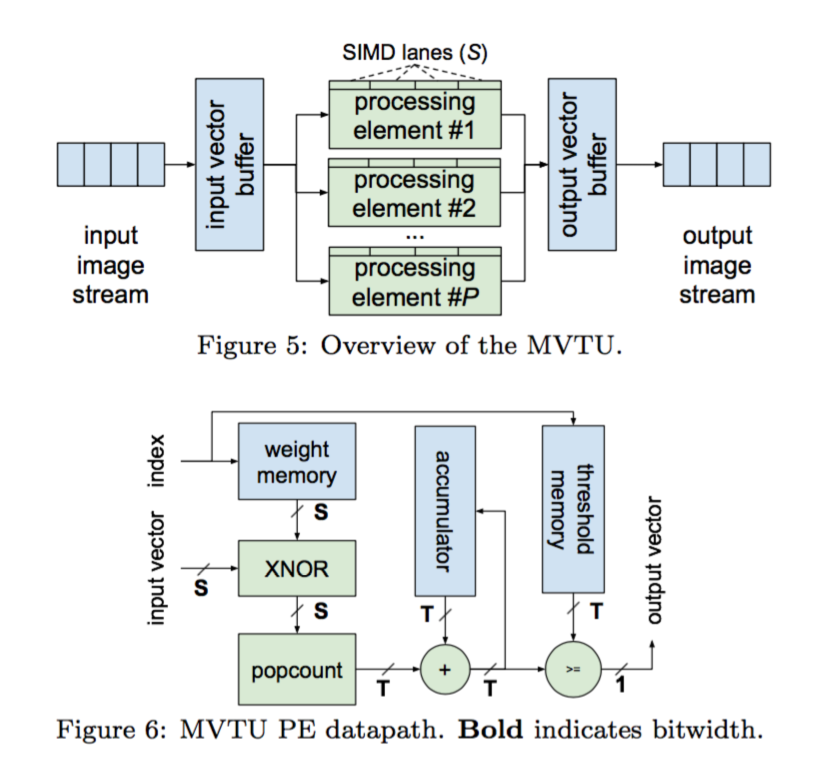 SIMD lanes (S)
processing
element #1
input vector
buffer
processing
element #2
...
processing
element #P
output vector
buffer
input
image
stream
output
image
stream
Figure 5: Overview of the MVTU.
index
weight
memory
S
input vector
S
XNOR
S
popcount
T
accumulator
T
+
T
threshold
memory
T
>=
1
output vector
Figure 6: MVTU PE datapath. Bold indicates bitwidth.